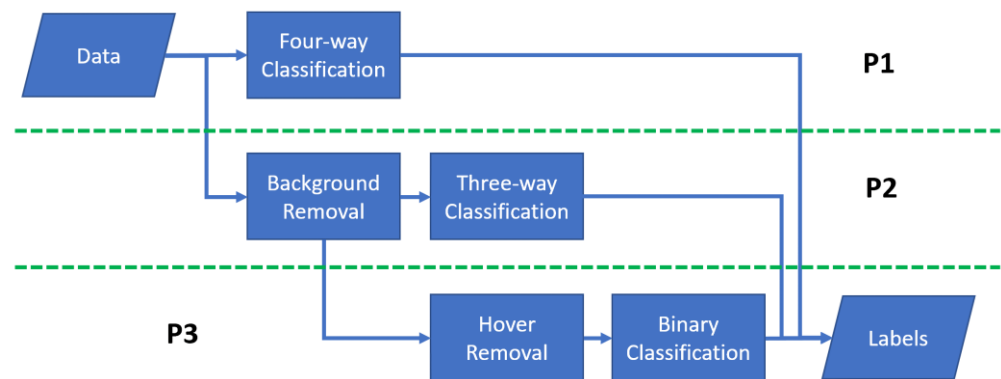 Data
Four-way
Classification
P1
Background
Removal
Three-way
Classification
P2
P3
Hover
Removal
Binary
Classification
Labels